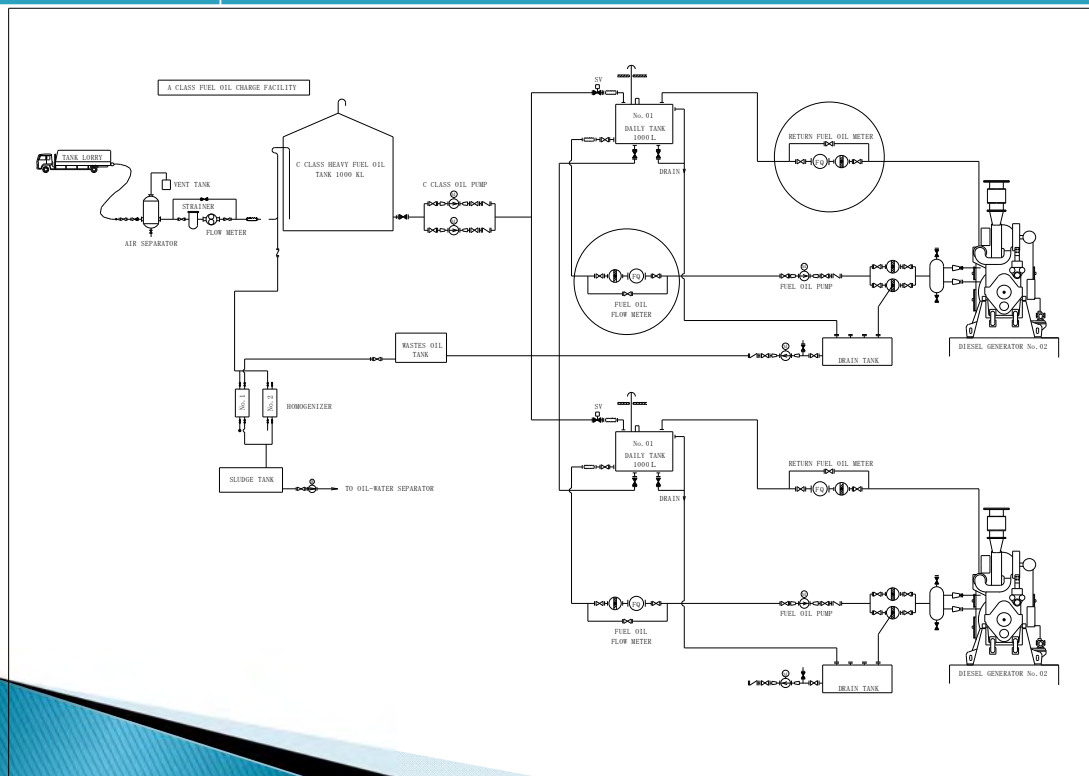 A CLASS FUEL OIL CHARGE FACILITY
TANK LORRY
VENT TANK
STRAINER
FLOW METER
AIR SEPARATOR
C CLASS HEAVY FUEL OIL
TANK 1000 KL
C CLASS OIL PUMP
SV
No. 01
DAILY TANK
1000 L
DRAIN
RETURN FUEL OIL METER
FQ
FQ
FUEL OIL
FLOW METER
FUEL OIL PUMP
DRAIN TANK
DIESEL GENERATOR No.02
WASTES OIL
TANK
No.1
No.2
HOMOGENIZER
SLUDGE TANK
TO OIL-WATER SEPARATOR
SV
No. 01
DAILY TANK
1000 L
DRAIN
RETURN FUEL OIL METER
FQ
FQ
FUEL OIL
FLOW METER
FUEL OIL PUMP
DRAIN TANK
DIESEL GENERATOR No.02